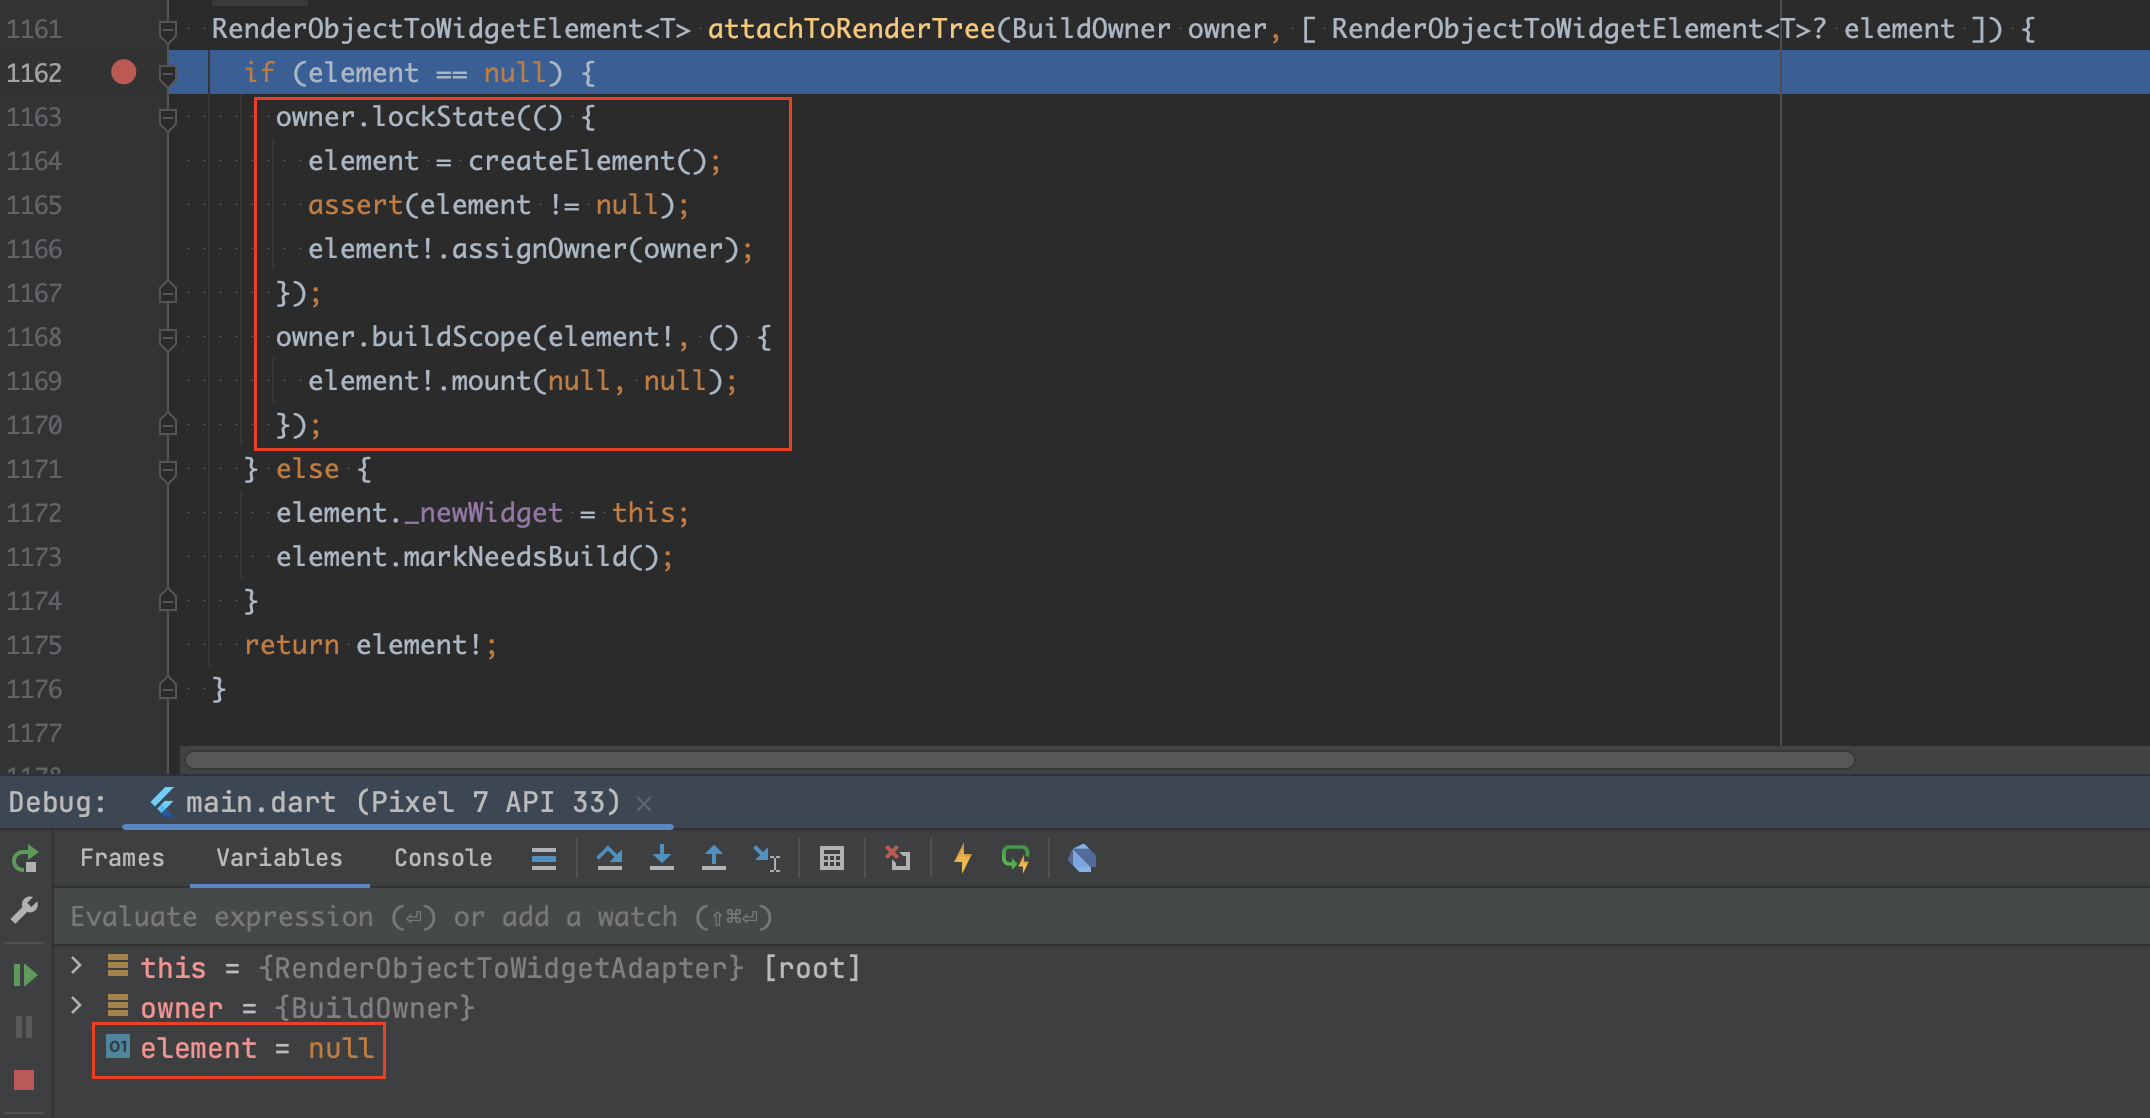 1161 RenderObjectToWidgetElement<T> attachToRenderTree(BuildOwner owner, [ RenderObjectToWidgetElement<T>? element ]) {
1162 if (element == null) {
1163 owner.lockState(() {
1164 element = createElement();
1165 assert(element != null);
1166 element!.assignOwner(owner);
1167 });
1168 owner.buildScope(element!, () {
1169 element!.mount(null, null);
1170 });
1171 } else {
1172 element._newWidget = this;
1173 element.markNeedsBuild();
1174 }
1175 return element!;
1176 }
1177
1178
Debug: main.dart (Pixel 7 API 33) ×
Frames Variables Console
Evaluate expression (⏎) or add a watch (⇧⌘⏎)
this = {RenderObjectToWidgetAdapter} [root]
owner = {BuildOwner}
01 element = null